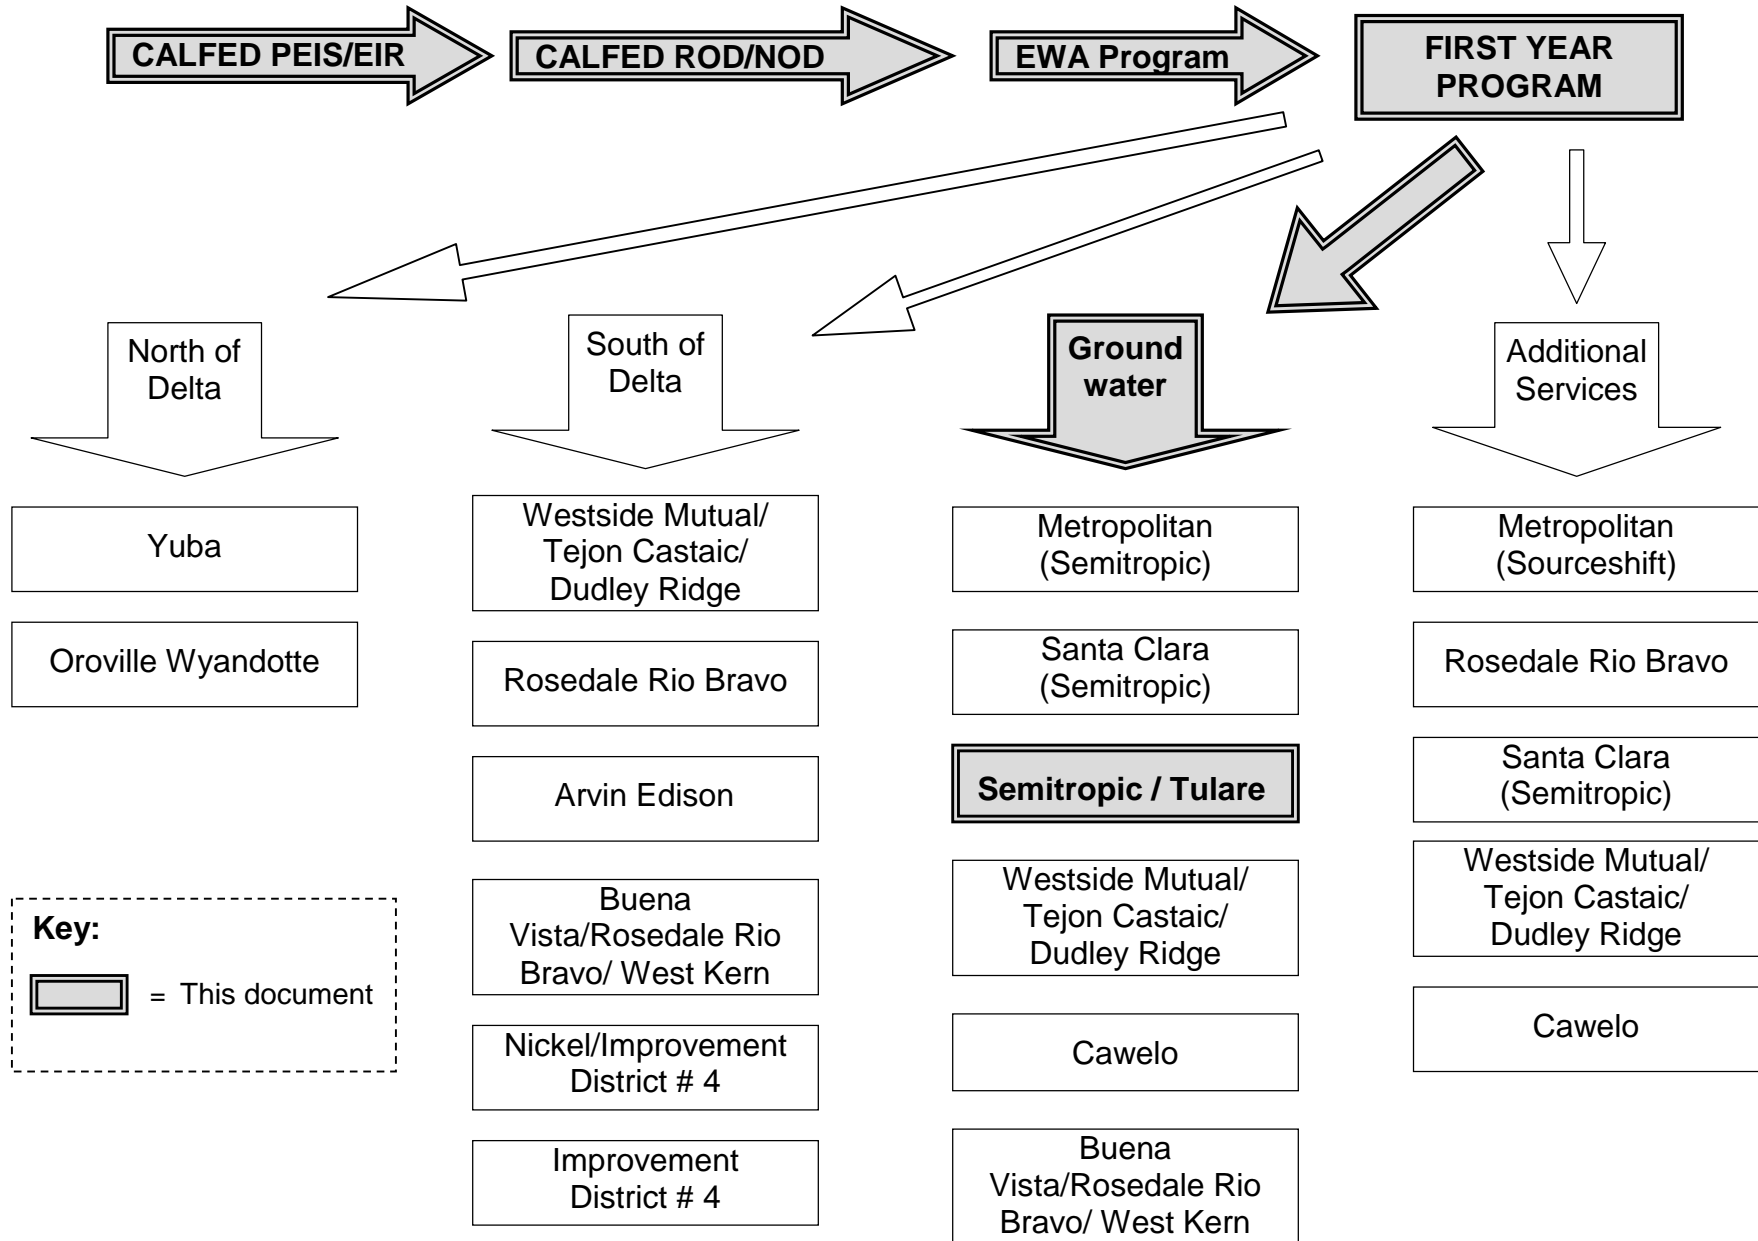 CALFED PEIS/EIR
CALFED ROD/NOD
EWA Program
FIRST YEAR
PROGRAM
North of
Delta
Yuba
Oroville Wyandotte
South of
Delta
Westside Mutual/
Tejon Castaic/
Dudley Ridge
Rosedale Rio Bravo
Arvin Edison
Buena
Vista/Rosedale Rio
Bravo/ West Kern
Nickel/Improvement
District # 4
Improvement
District # 4
Ground
water
Metropolitan
(Semitropic)
Santa Clara
(Semitropic)
Semitropic / Tulare
Westside Mutual/
Tejon Castaic/
Dudley Ridge
Cawelo
Buena
Vista/Rosedale Rio
Bravo/ West Kern
Additional
Services
Metropolitan
(Sourceshift)
Rosedale Rio Bravo
Santa Clara
(Semitropic)
Westside Mutual/
Tejon Castaic/
Dudley Ridge
Cawelo
Key:
= This document